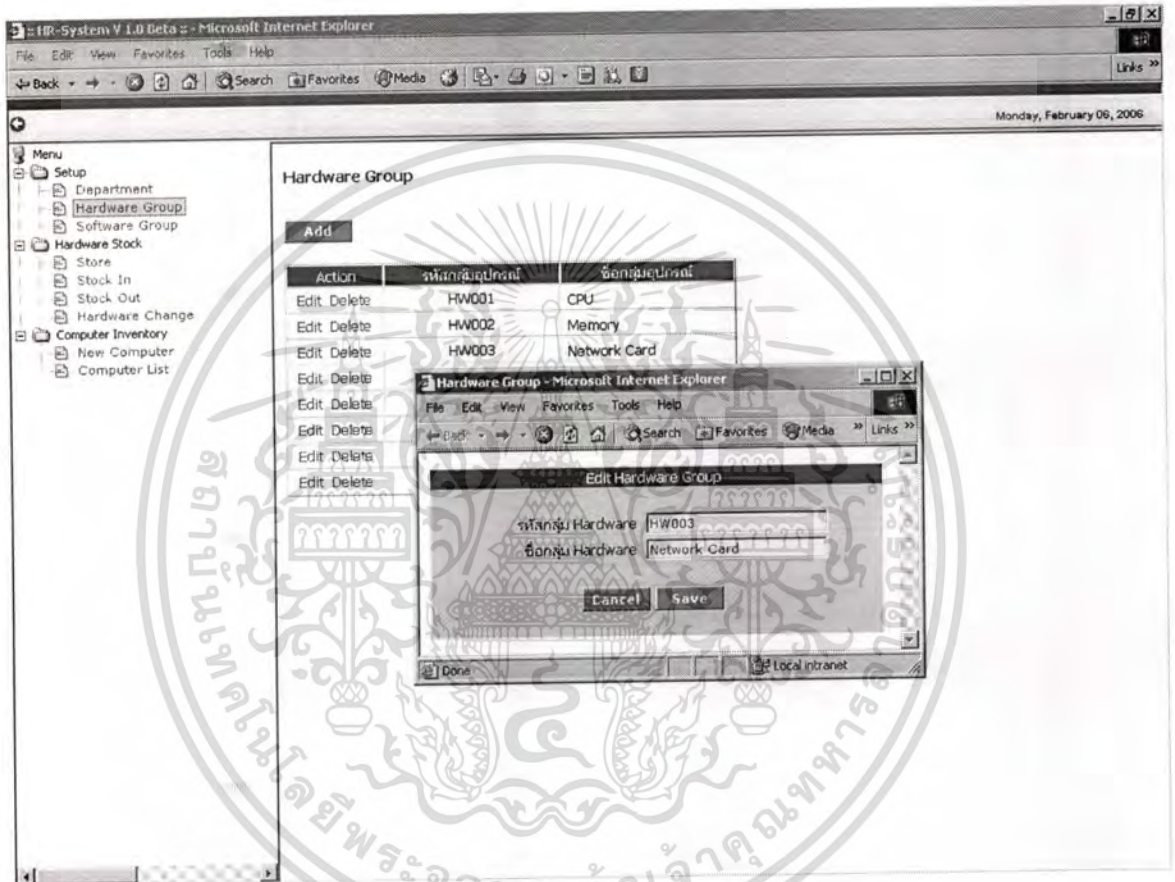 :: HR-System V 1.0 Beta :: - Microsoft Internet Explorer
File Edit View Favorites Tools Help
Back Search Favorites Media Links »
Monday, February 06, 2006
Menu
Setup
Department
Hardware Group
Software Group
Hardware Stock
Store
Stock In
Stock Out
Hardware Change
Computer Inventory
New Computer
Computer List
Hardware Group
Add
Action รหัสกลุ่มอุปกรณ์ ชื่อกลุ่มอุปกรณ์
Edit Delete HW001 CPU
Edit Delete HW002 Memory
Edit Delete HW003 Network Card
Edit Delete
Edit Delete
Edit Delete
Edit Delete
Edit Delete
Hardware Group - Microsoft Internet Explorer
File Edit View Favorites Tools Help
Back Search Favorites Media » Links »
Edit Hardware Group
รหัสกลุ่ม Hardware HW003
ชื่อกลุ่ม Hardware Network Card
Cancel Save
Done Local intranet